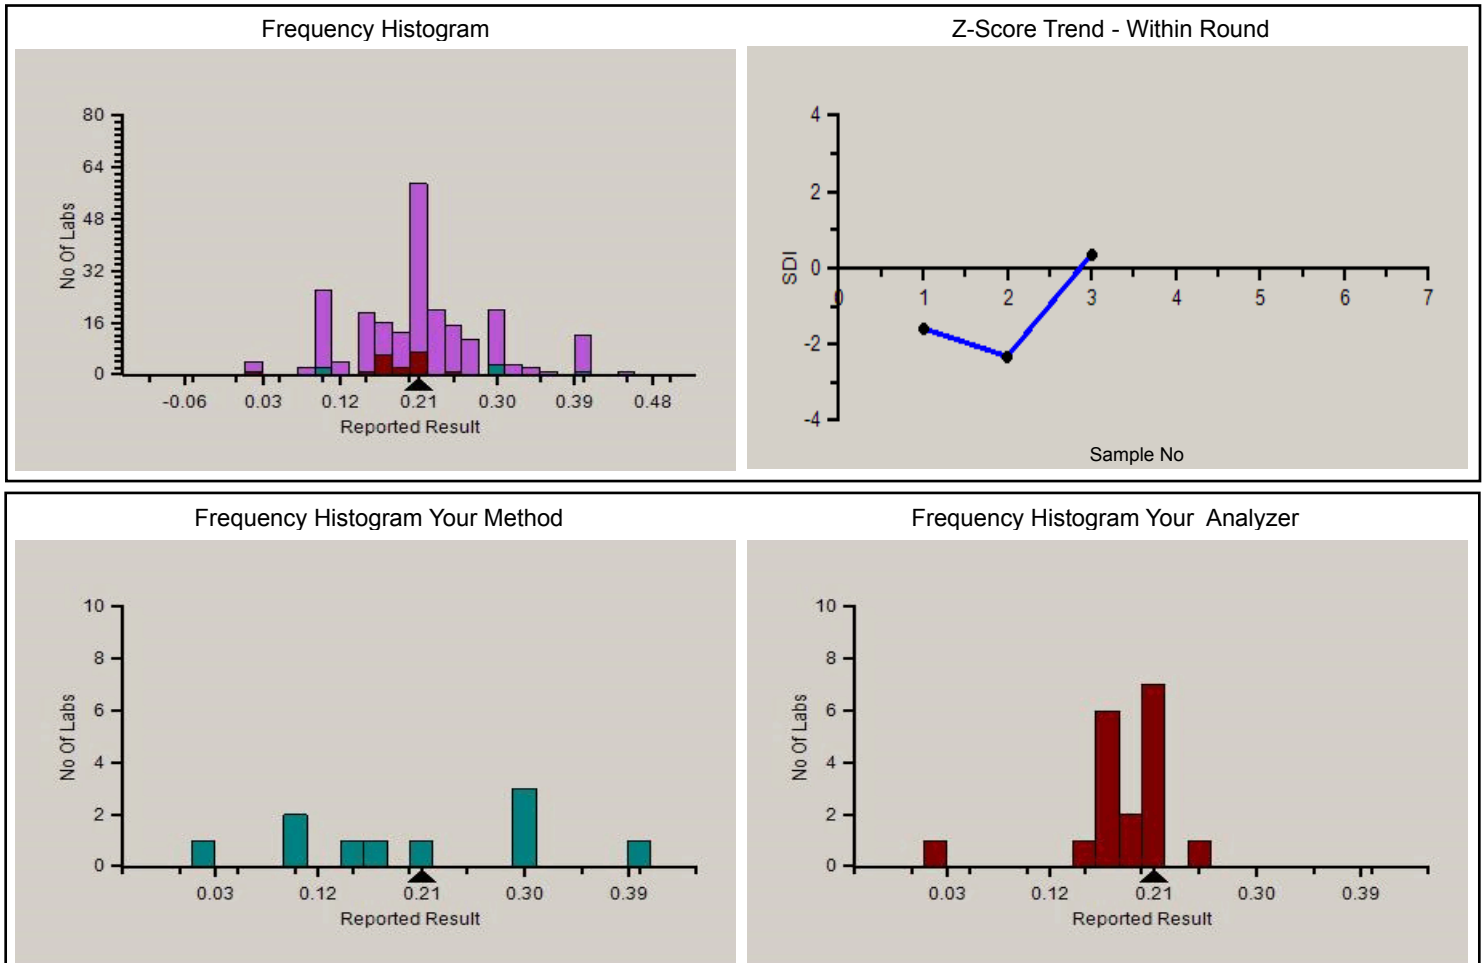 Frequency Histogram
80
64
48
32
16
0
No Of Labs
-0.06 0.03 0.12 0.21 0.30 0.39 0.48
Reported Result
Z-Score Trend - Within Round
4
2
0
-2
-4
SDI
0 1 2 3 4 5 6 7
Sample No
Frequency Histogram Your Method
10
8
6
4
2
0
No Of Labs
0.03 0.12 0.21 0.30 0.39
Reported Result
Frequency Histogram Your Analyzer
10
8
6
4
2
0
No Of Labs
0.03 0.12 0.21 0.30 0.39
Reported Result